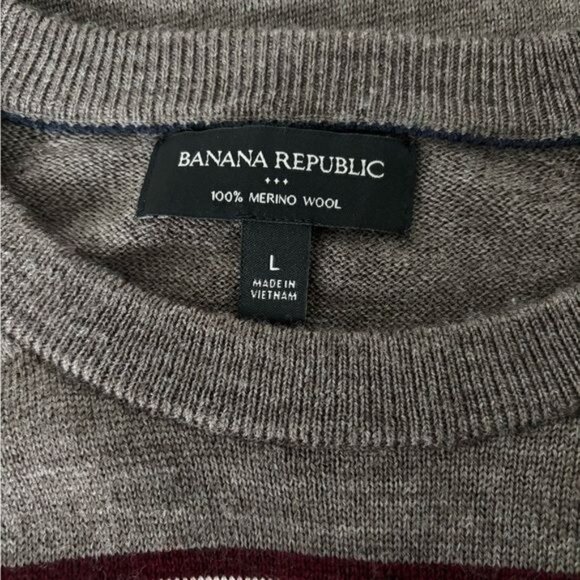 BANANA REPUBLIC
100% MERINO WOOL
L
MADE IN
VIETNAM